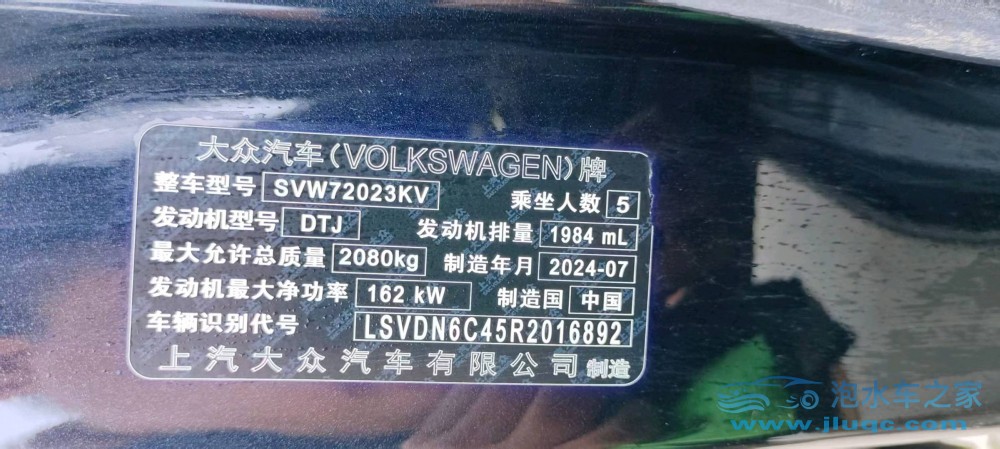 大众汽车(VOLKSWAGEN)牌
整车型号 SVW72023KV 乘坐人数 5
发动机型号 DTJ 发动机排量 1984 mL
最大允许总质量 2080kg 制造年月 2024-07
发动机最大净功率 162 kW 制造国 中国
车辆识别代号 LSVDN6C45R2016892
上汽大众汽车有限公司 制造
泡水车之家
www.jluqc.com